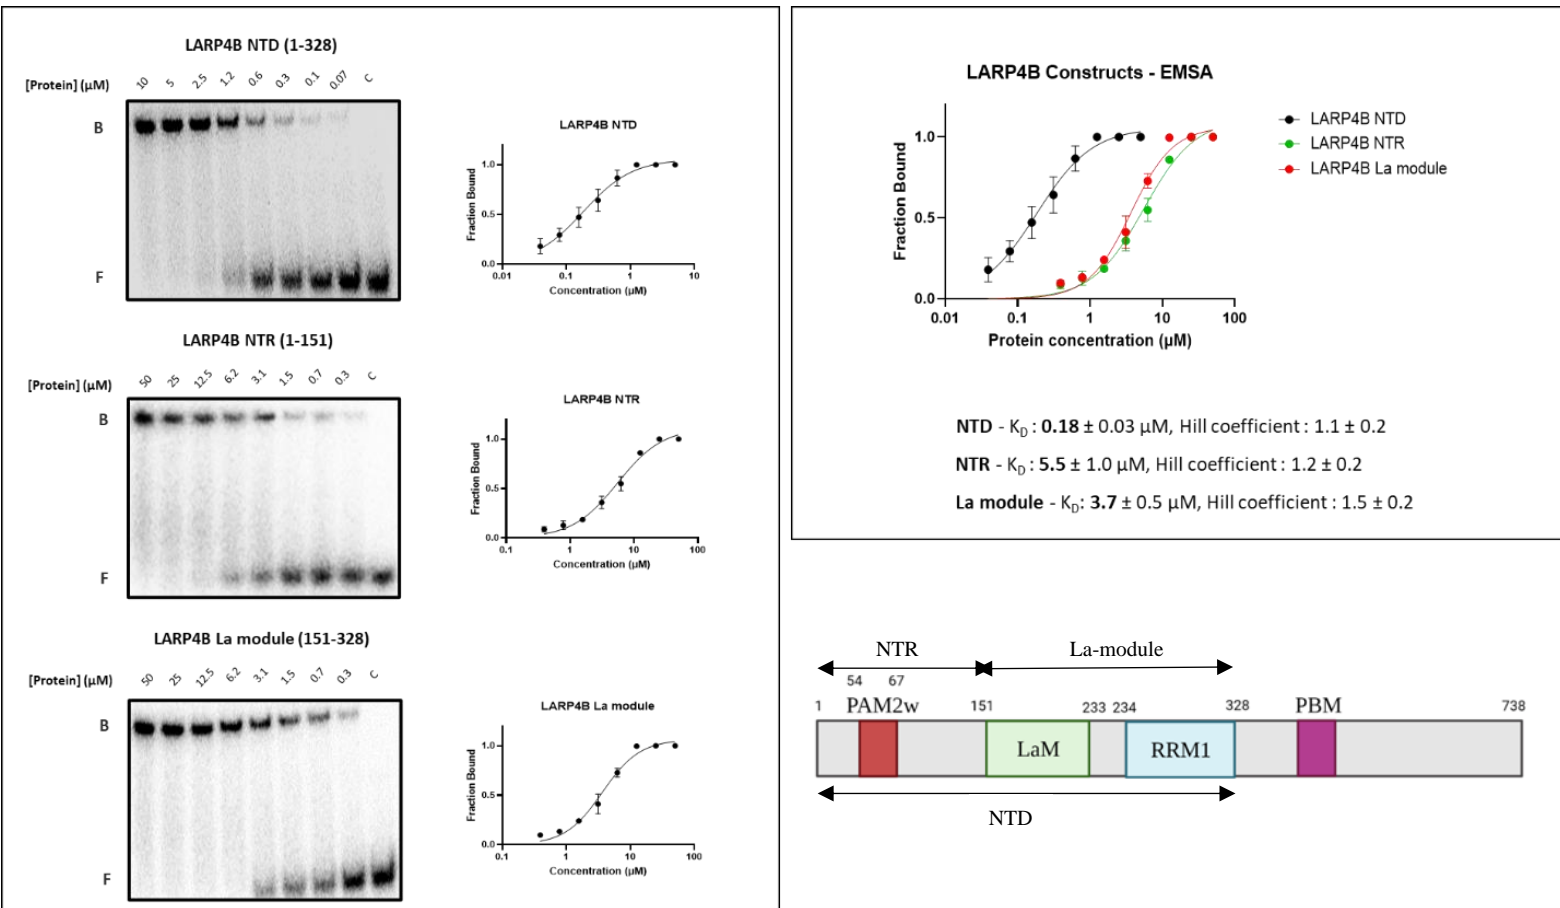 LARP4B NTD (1-328)
[Protein] (µM)
10 5 2.5 1.2 0.6 0.3 0.1 0.07 C
B
F
LARP4B NTD
Fraction Bound
1.0
0.5
0.0
0.01 0.1 1 10
Concentration (µM)
LARP4B NTR (1-151)
[Protein] (µM)
50 25 12.5 6.2 3.1 1.5 0.7 0.3 C
B
F
LARP4B NTR
Fraction Bound
1.0
0.5
0.0
0.1 1 10 100
Concentration (µM)
LARP4B La module (151-328)
[Protein] (µM)
50 25 12.5 6.2 3.1 1.5 0.7 0.3 C
B
F
LARP4B La module
Fraction Bound
1.0
0.5
0.0
0.1 1 10 100
Concentration (µM)
LARP4B Constructs - EMSA
Fraction Bound
1.0
0.5
0.0
0.01 0.1 1 10 100
Protein concentration (µM)
LARP4B NTD
LARP4B NTR
LARP4B La module
NTD - KD : 0.18 ± 0.03 µM, Hill coefficient : 1.1 ± 0.2
NTR - KD : 5.5 ± 1.0 µM, Hill coefficient : 1.2 ± 0.2
La module - KD: 3.7 ± 0.5 µM, Hill coefficient : 1.5 ± 0.2
NTR La-module
54 67
1 PAM2w 151 233 234 328 PBM 738
LaM RRM1
NTD